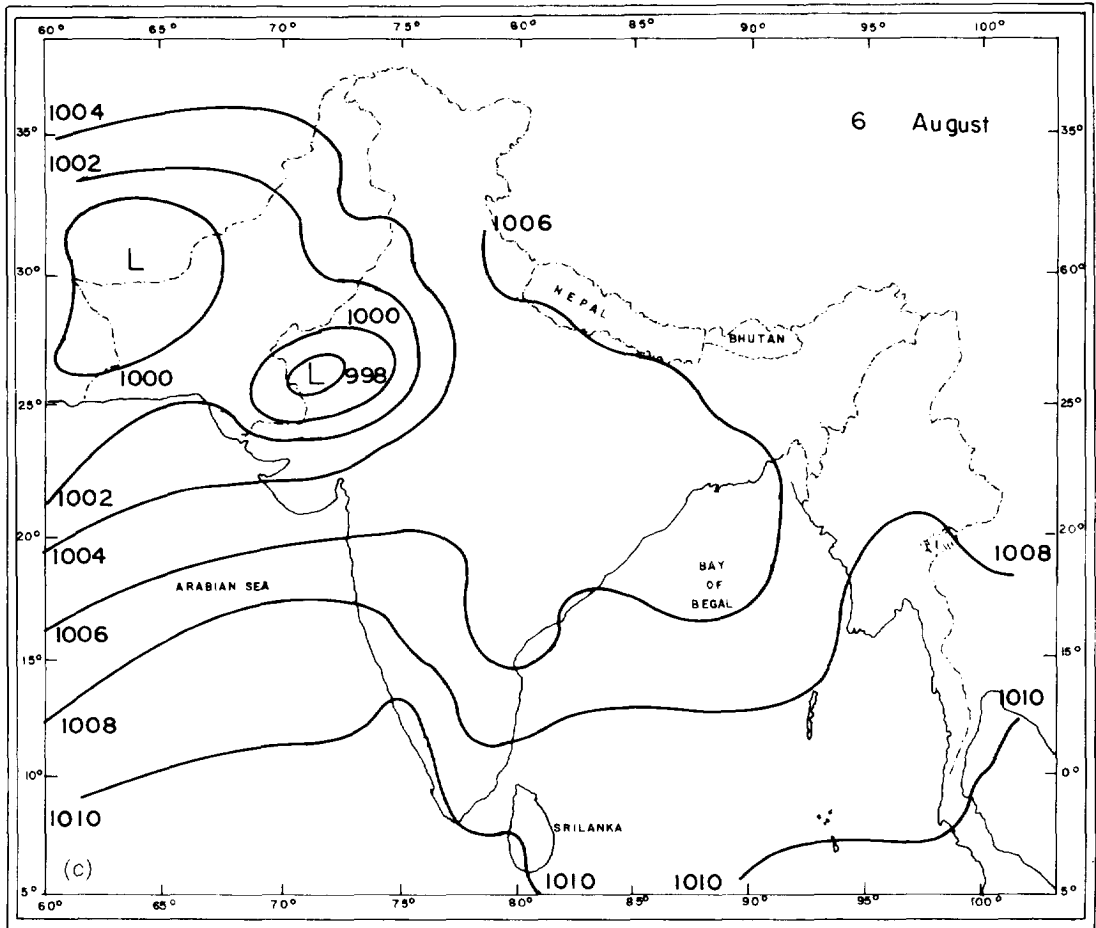 60° 65° 70° 75° 80° 85° 90° 95° 100°
1004
6 August
35° 35°
1002
1006
L
30° 60°
NEPAL
1000
BHUTAN
L 998
1000
25° 25°
1002
20° 20°
1004
1008
BAY
OF
BEGAL
ARABIAN SEA
1006
15° 15°
1010
1008
10° 0°
1010
SRILANKA
(c)
1010 1010
5° 5°
60° 65° 70° 75° 80° 85° 90° 95° 100°